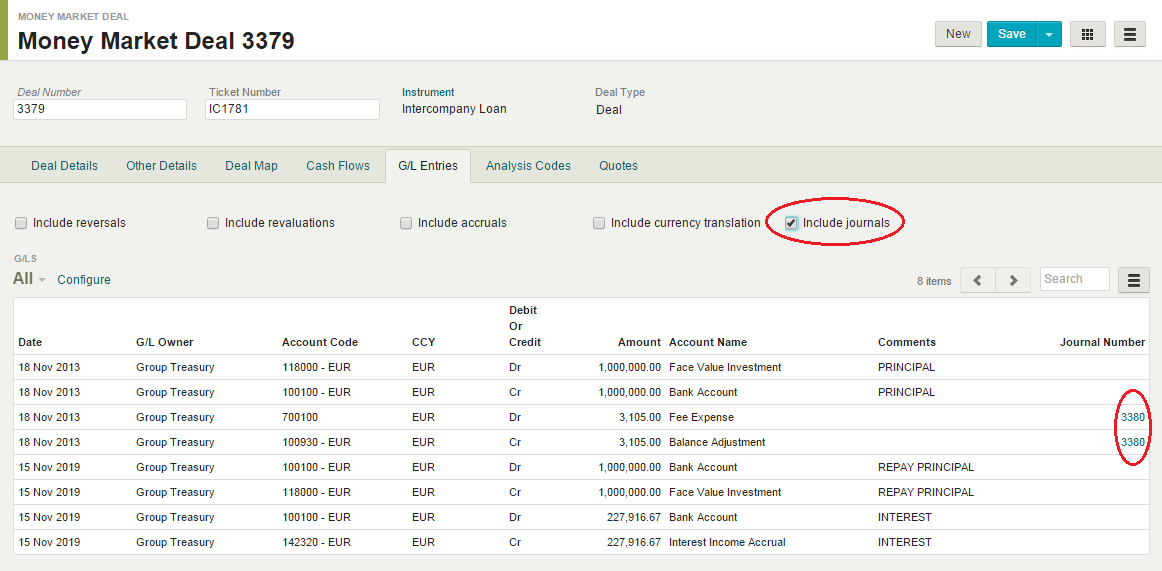 MONEY MARKET DEAL
Money Market Deal 3379
New Save
Deal Number Ticket Number Instrument Deal Type
3379 IC1781 Intercompany Loan Deal
Deal Details Other Details Deal Map Cash Flows G/L Entries Analysis Codes Quotes
Include reversals Include revaluations Include accruals Include currency translation Include journals
G/LS
All Configure 8 items Search
Date G/L Owner Account Code CCY Debit Or Credit Amount Account Name Comments Journal Number
18 Nov 2013 Group Treasury 118000 - EUR EUR Dr 1,000,000.00 Face Value Investment PRINCIPAL
18 Nov 2013 Group Treasury 100100 - EUR EUR Cr 1,000,000.00 Bank Account PRINCIPAL
18 Nov 2013 Group Treasury 700100 EUR Dr 3,105.00 Fee Expense 3380
18 Nov 2013 Group Treasury 100930 - EUR EUR Cr 3,105.00 Balance Adjustment 3380
15 Nov 2019 Group Treasury 100100 - EUR EUR Dr 1,000,000.00 Bank Account REPAY PRINCIPAL
15 Nov 2019 Group Treasury 118000 - EUR EUR Cr 1,000,000.00 Face Value Investment REPAY PRINCIPAL
15 Nov 2019 Group Treasury 100100 - EUR EUR Dr 227,916.67 Bank Account INTEREST
15 Nov 2019 Group Treasury 142320 - EUR EUR Cr 227,916.67 Interest Income Accrual INTEREST